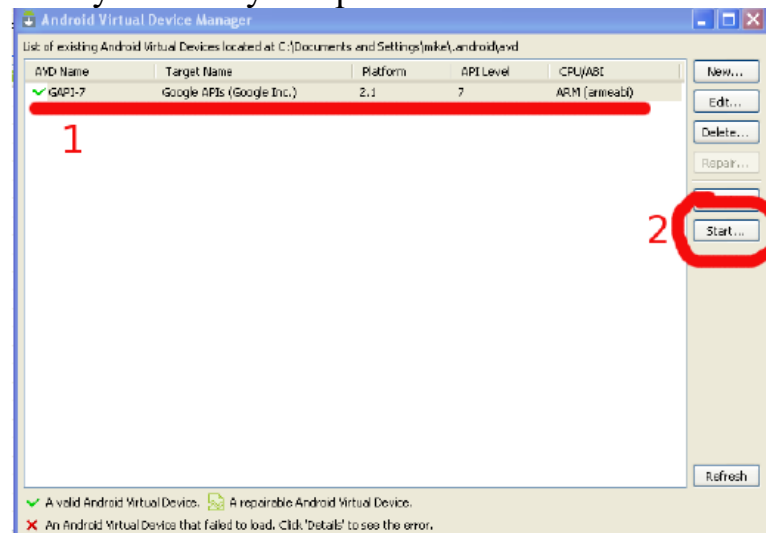 Android Virtual Device Manager
List of existing Android Virtual Devices located at C:\Documents and Settings\mike\.android\avd
AVD Name Target Name Platform API Level CPU/ABI
GAPI-7 Google APIs (Google Inc.) 2.1 7 ARM (armeabi)
New...
Edit...
Delete...
Repair...
Start...
1
2
Refresh
A valid Android Virtual Device. A repairable Android Virtual Device.
An Android Virtual Device that failed to load. Click 'Details' to see the error.